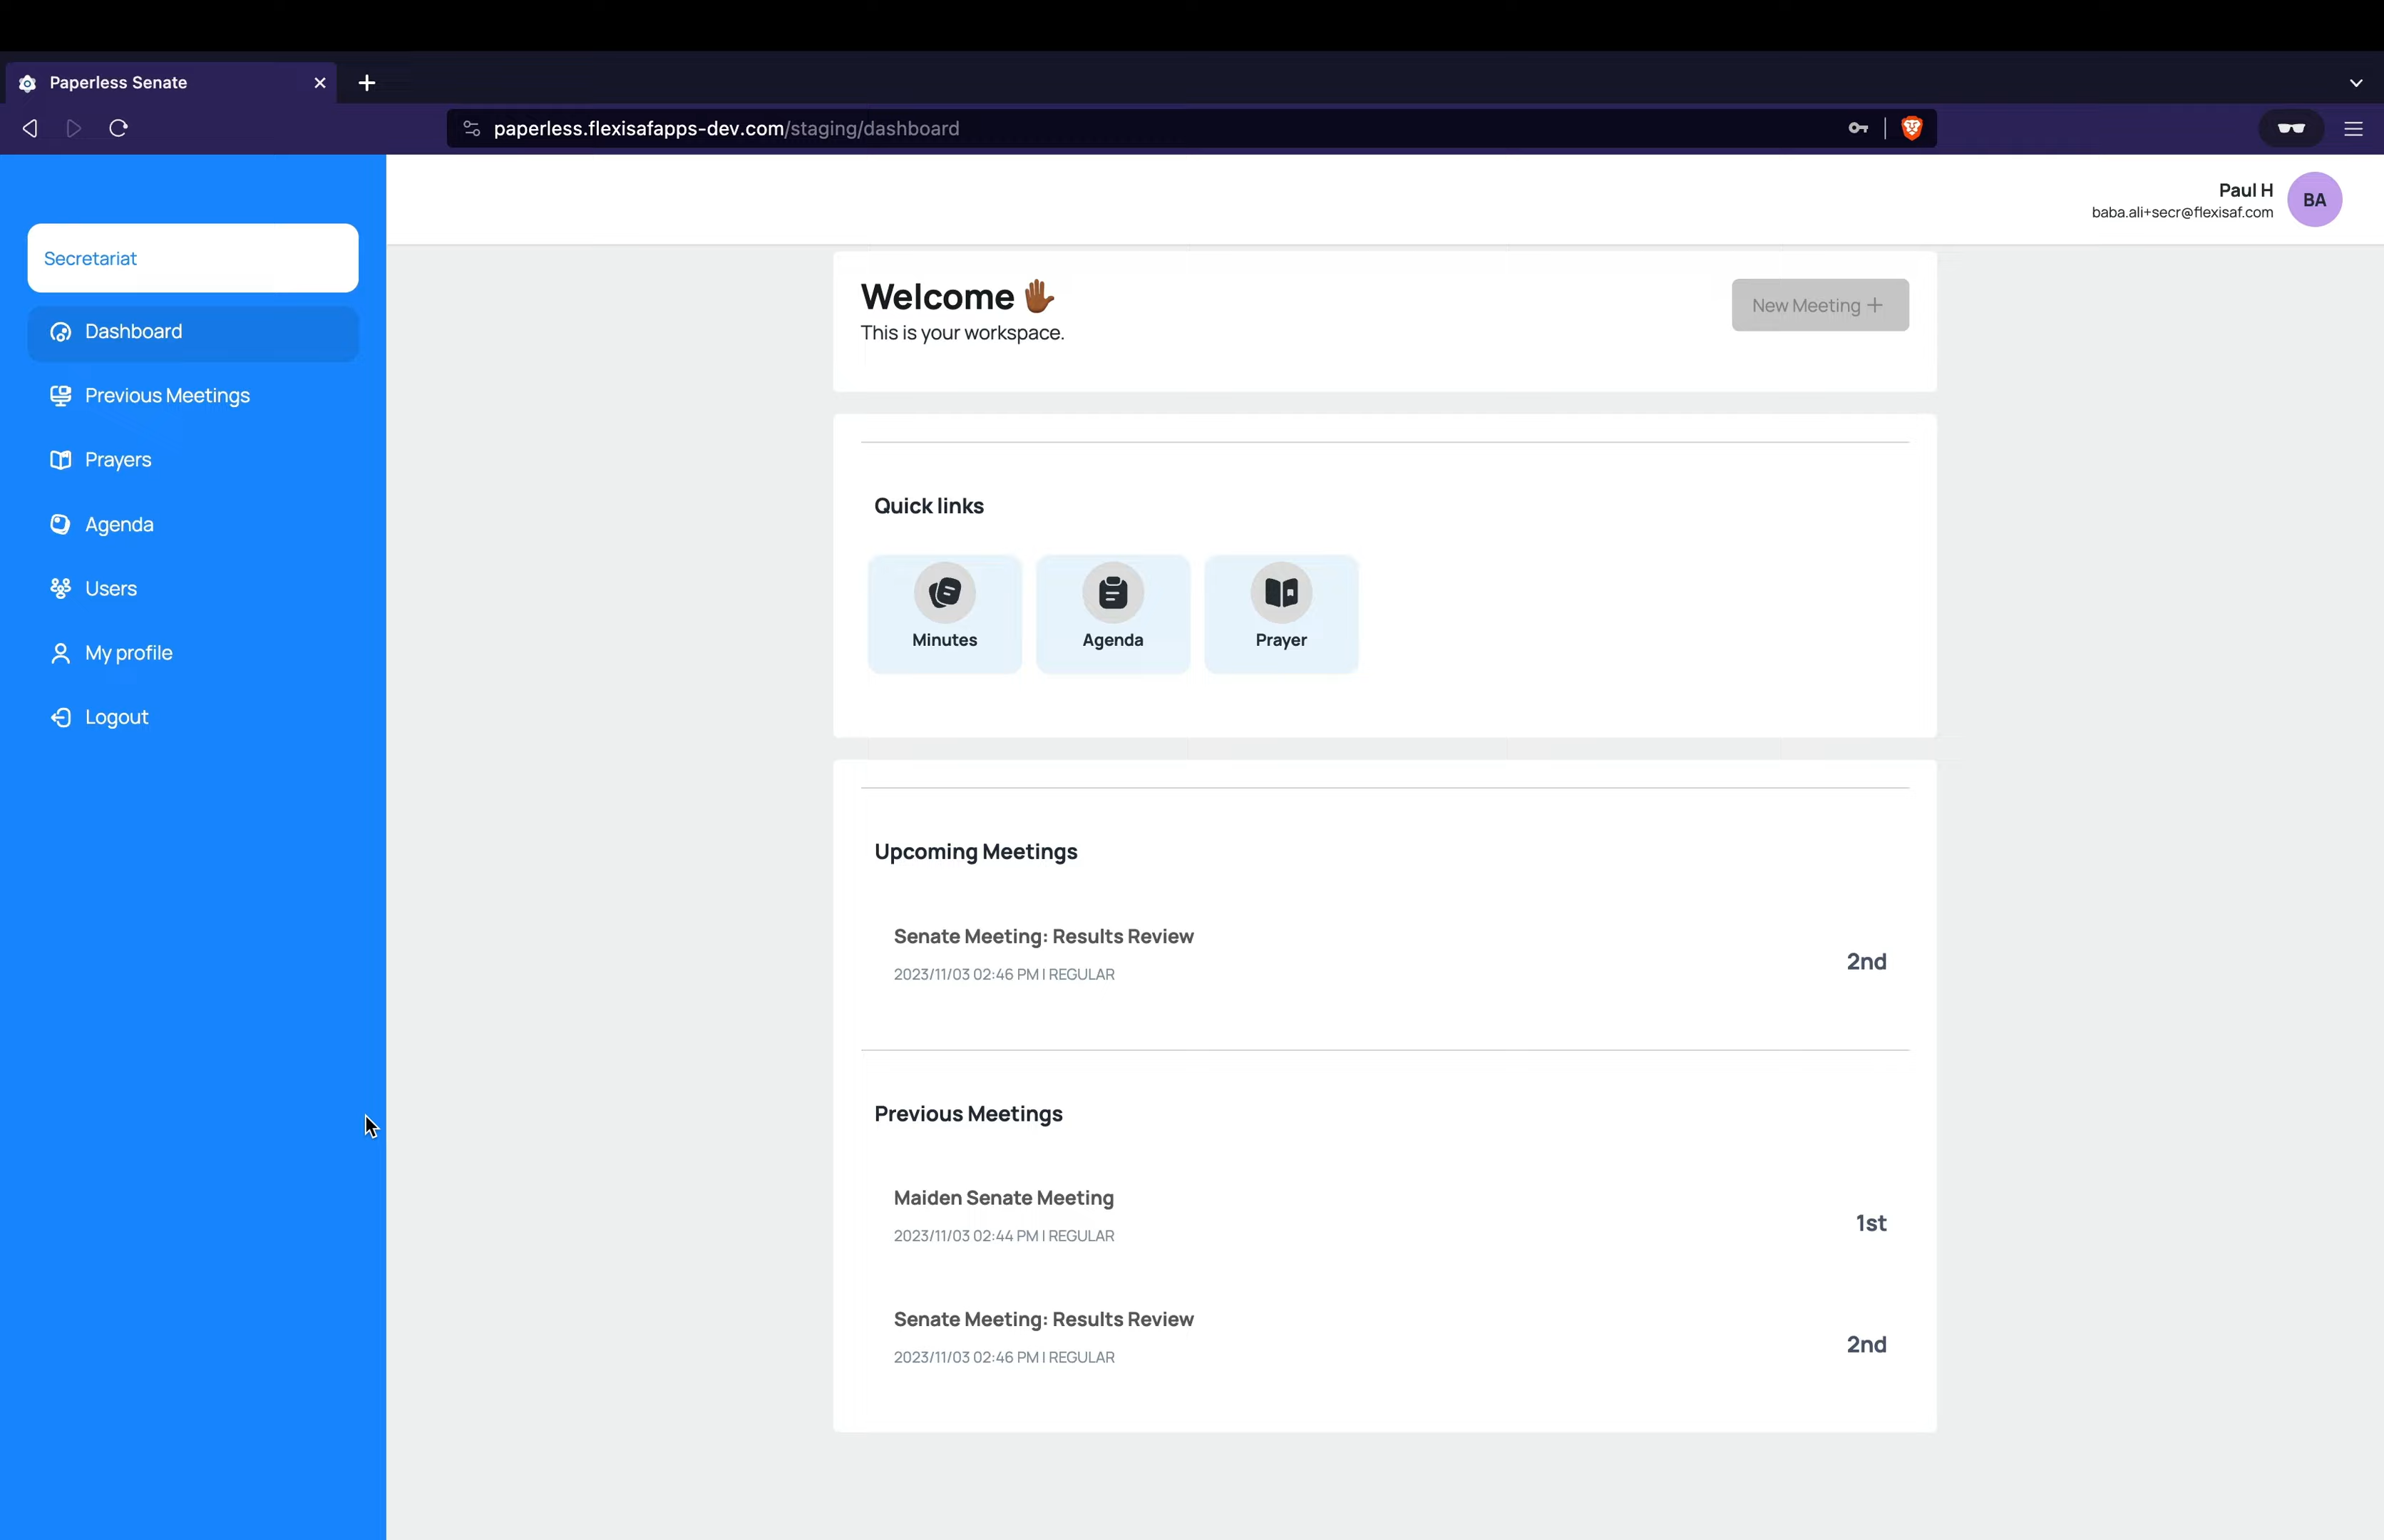 Paperless Senate
paperless.flexisafapps-dev.com/staging/dashboard
Paul H
baba.ali+secr@flexisaf.com
BA
Secretariat
Dashboard
Previous Meetings
Prayers
Agenda
Users
My profile
Logout
Welcome
This is your workspace.
New Meeting +
Quick links
Minutes
Agenda
Prayer
Upcoming Meetings
Senate Meeting: Results Review
2023/11/03 02:46 PM | REGULAR
2nd
Previous Meetings
Maiden Senate Meeting
2023/11/03 02:44 PM | REGULAR
1st
Senate Meeting: Results Review
2023/11/03 02:46 PM | REGULAR
2nd